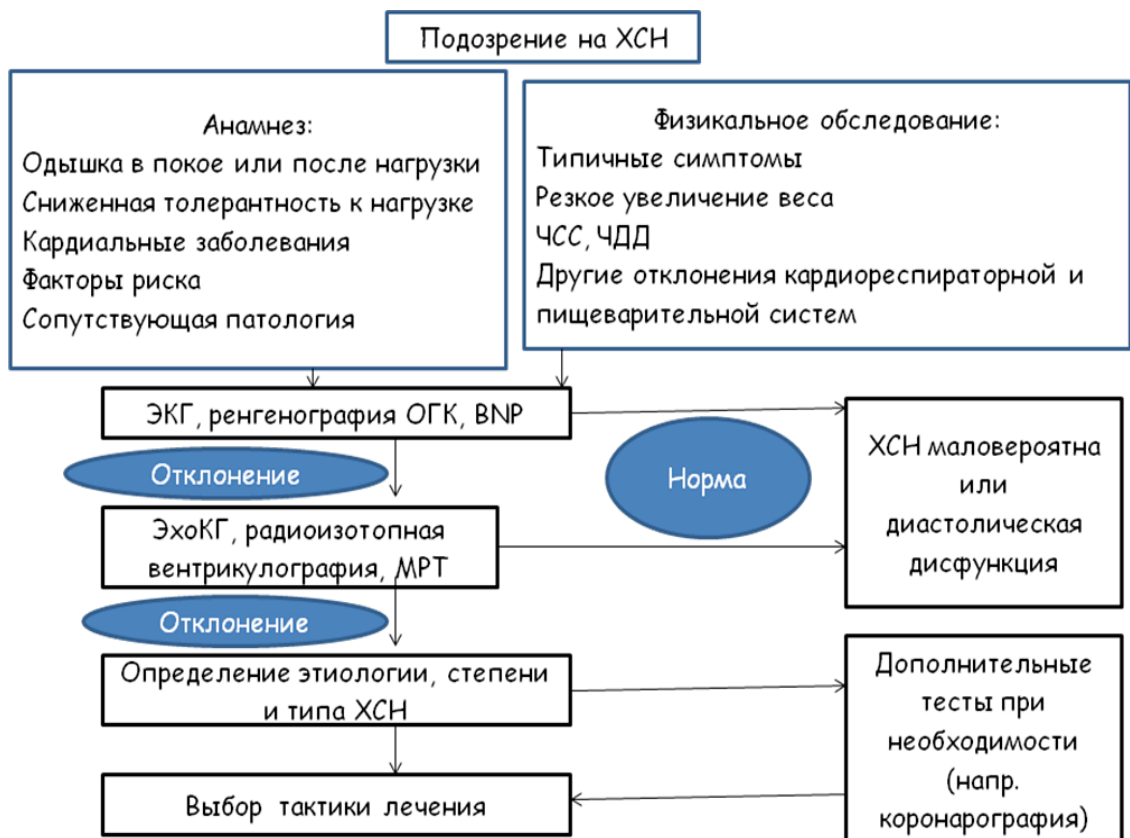 Подозрение на ХСН
Анамнез:
Одышка в покое или после нагрузки
Сниженная толерантность к нагрузке
Кардиальные заболевания
Факторы риска
Сопутствующая патология
Физикальное обследование:
Типичные симптомы
Резкое увеличение веса
ЧСС, ЧДД
Другие отклонения кардиореспираторной и
пищеварительной систем
ЭКГ, ренгенография ОГК, BNP
Отклонение
Норма
ХСН маловероятна
или
диастолическая
дисфункция
ЭхоКГ, радиоизотопная
вентрикулография, МРТ
Отклонение
Определение этиологии, степени
и типа ХСН
Дополнительные
тесты при
необходимости
(напр.
коронарография)
Выбор тактики лечения